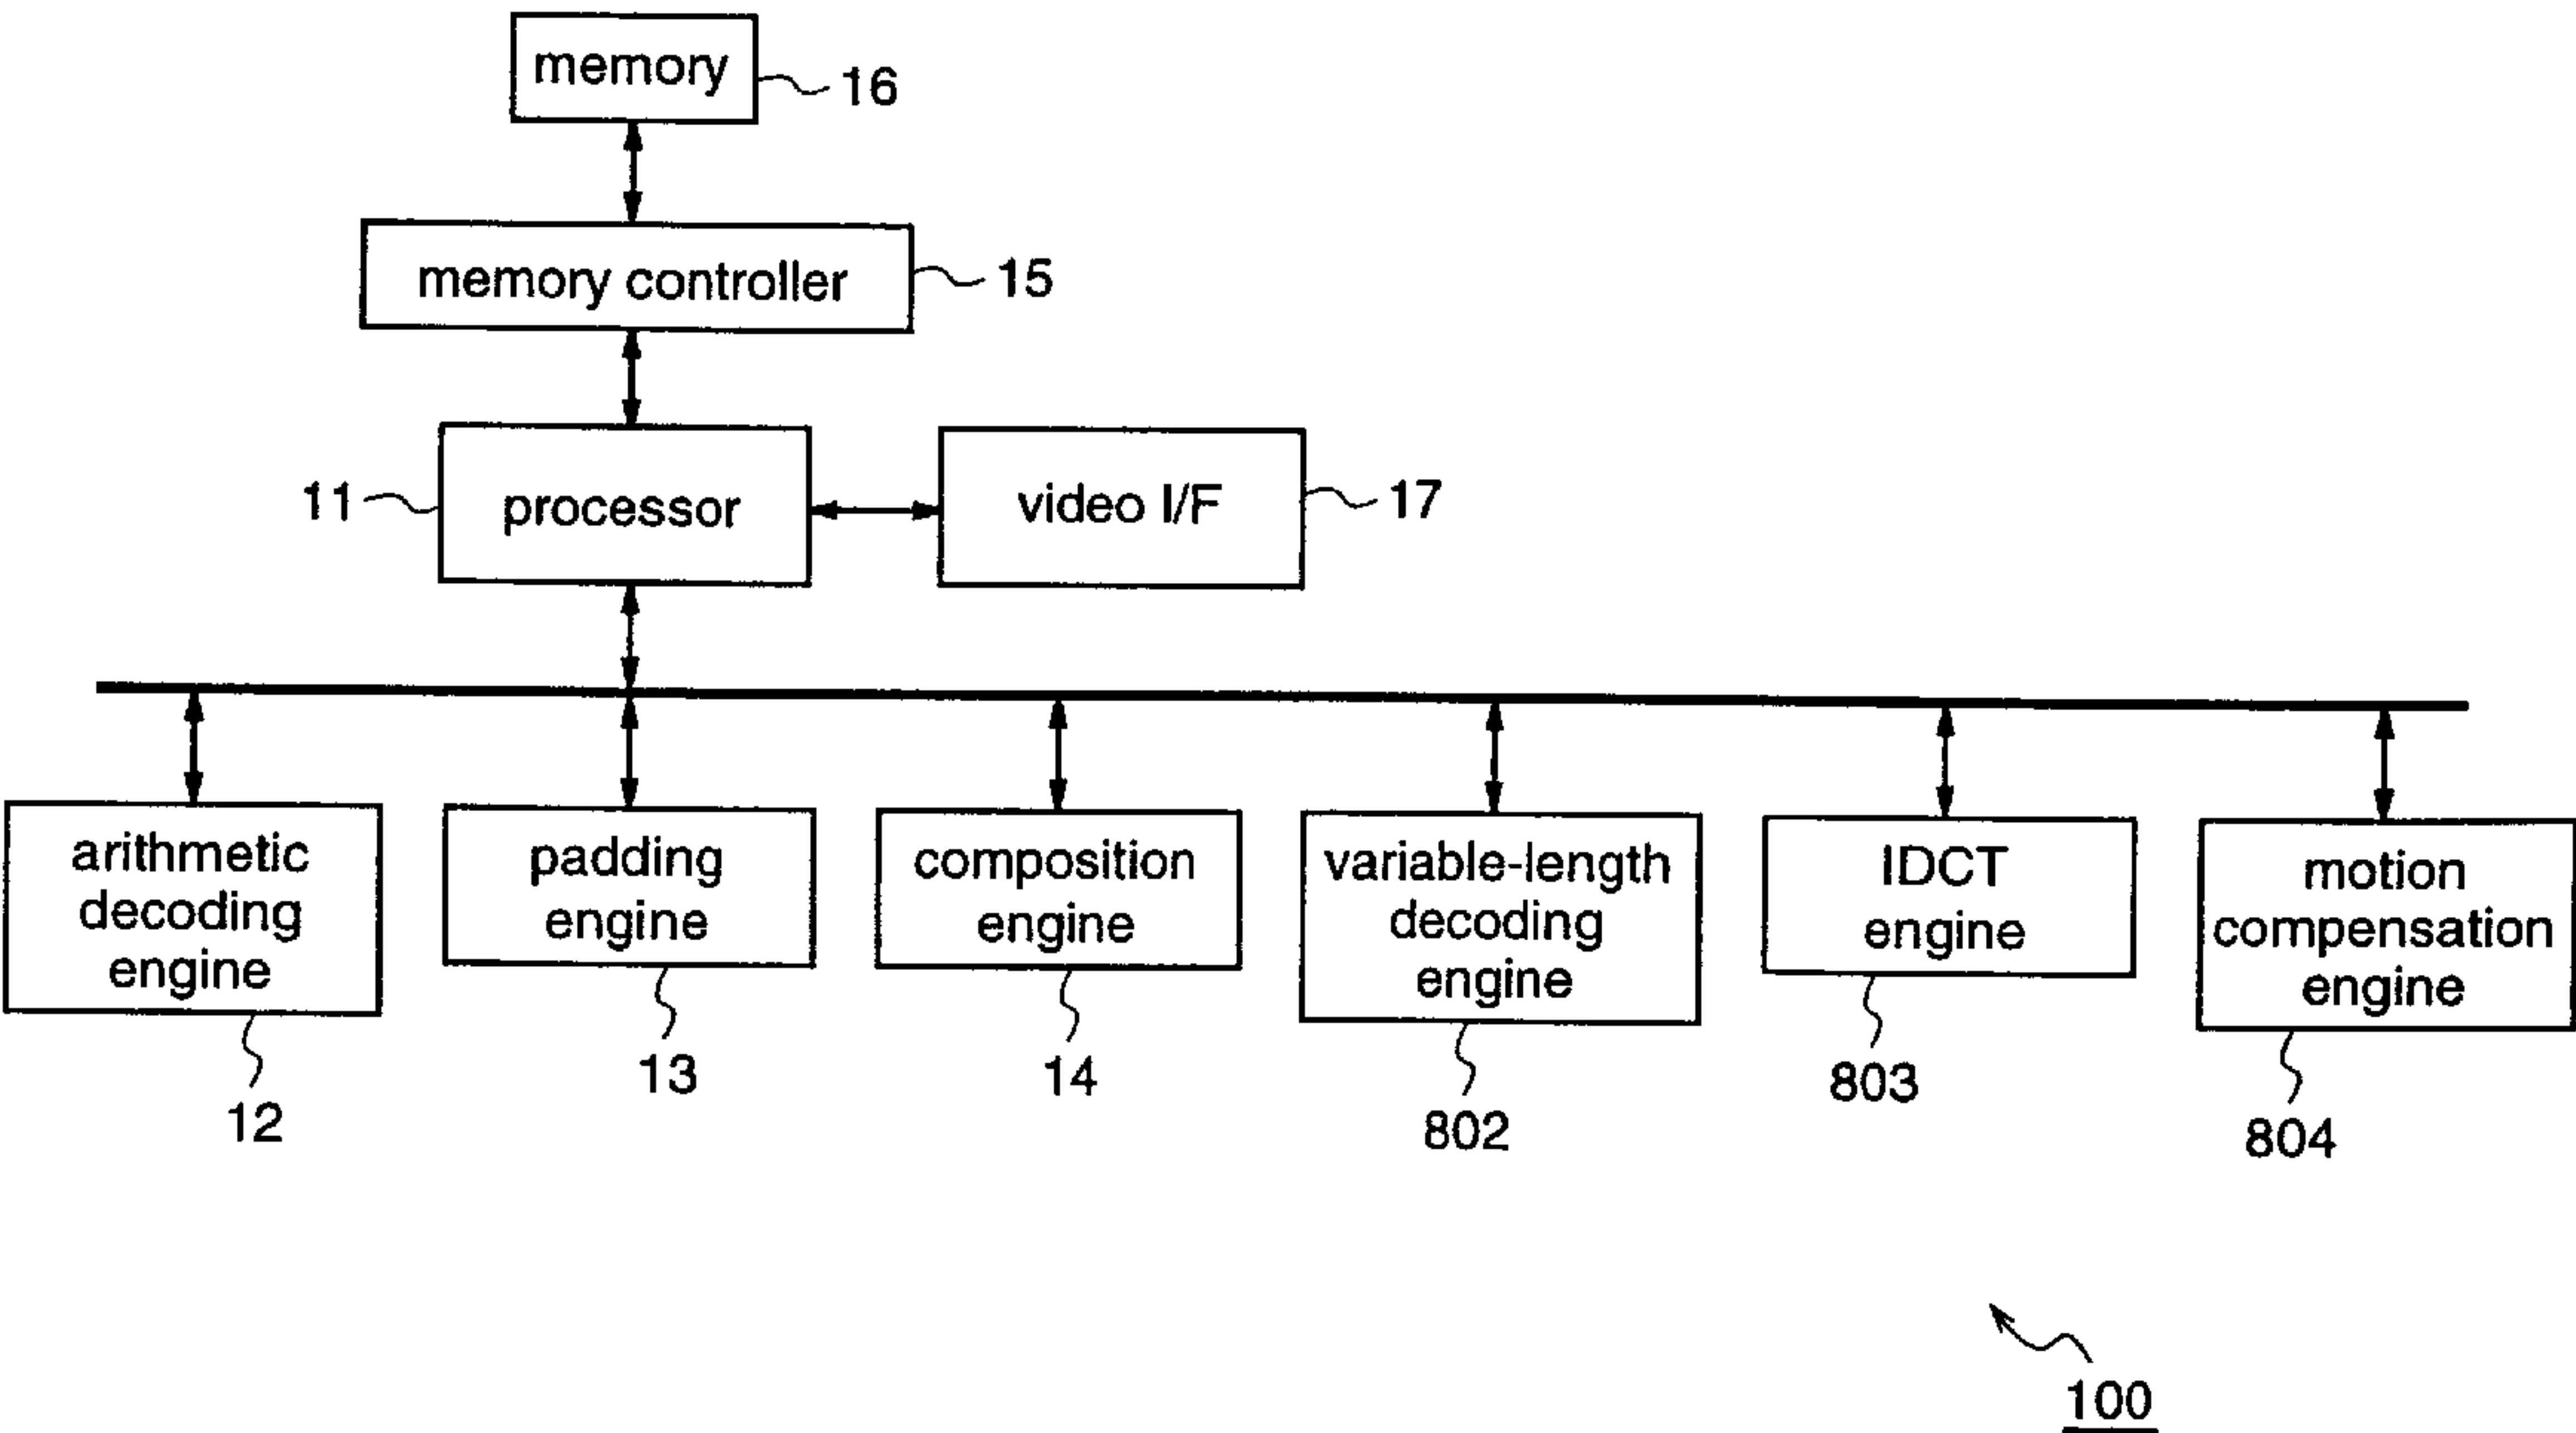 memory
16
memory controller
15
11
processor
video I/F
17
arithmetic
decoding
engine
12
padding
engine
13
composition
engine
14
variable-length
decoding
engine
802
IDCT
engine
803
motion
compensation
engine
804
100